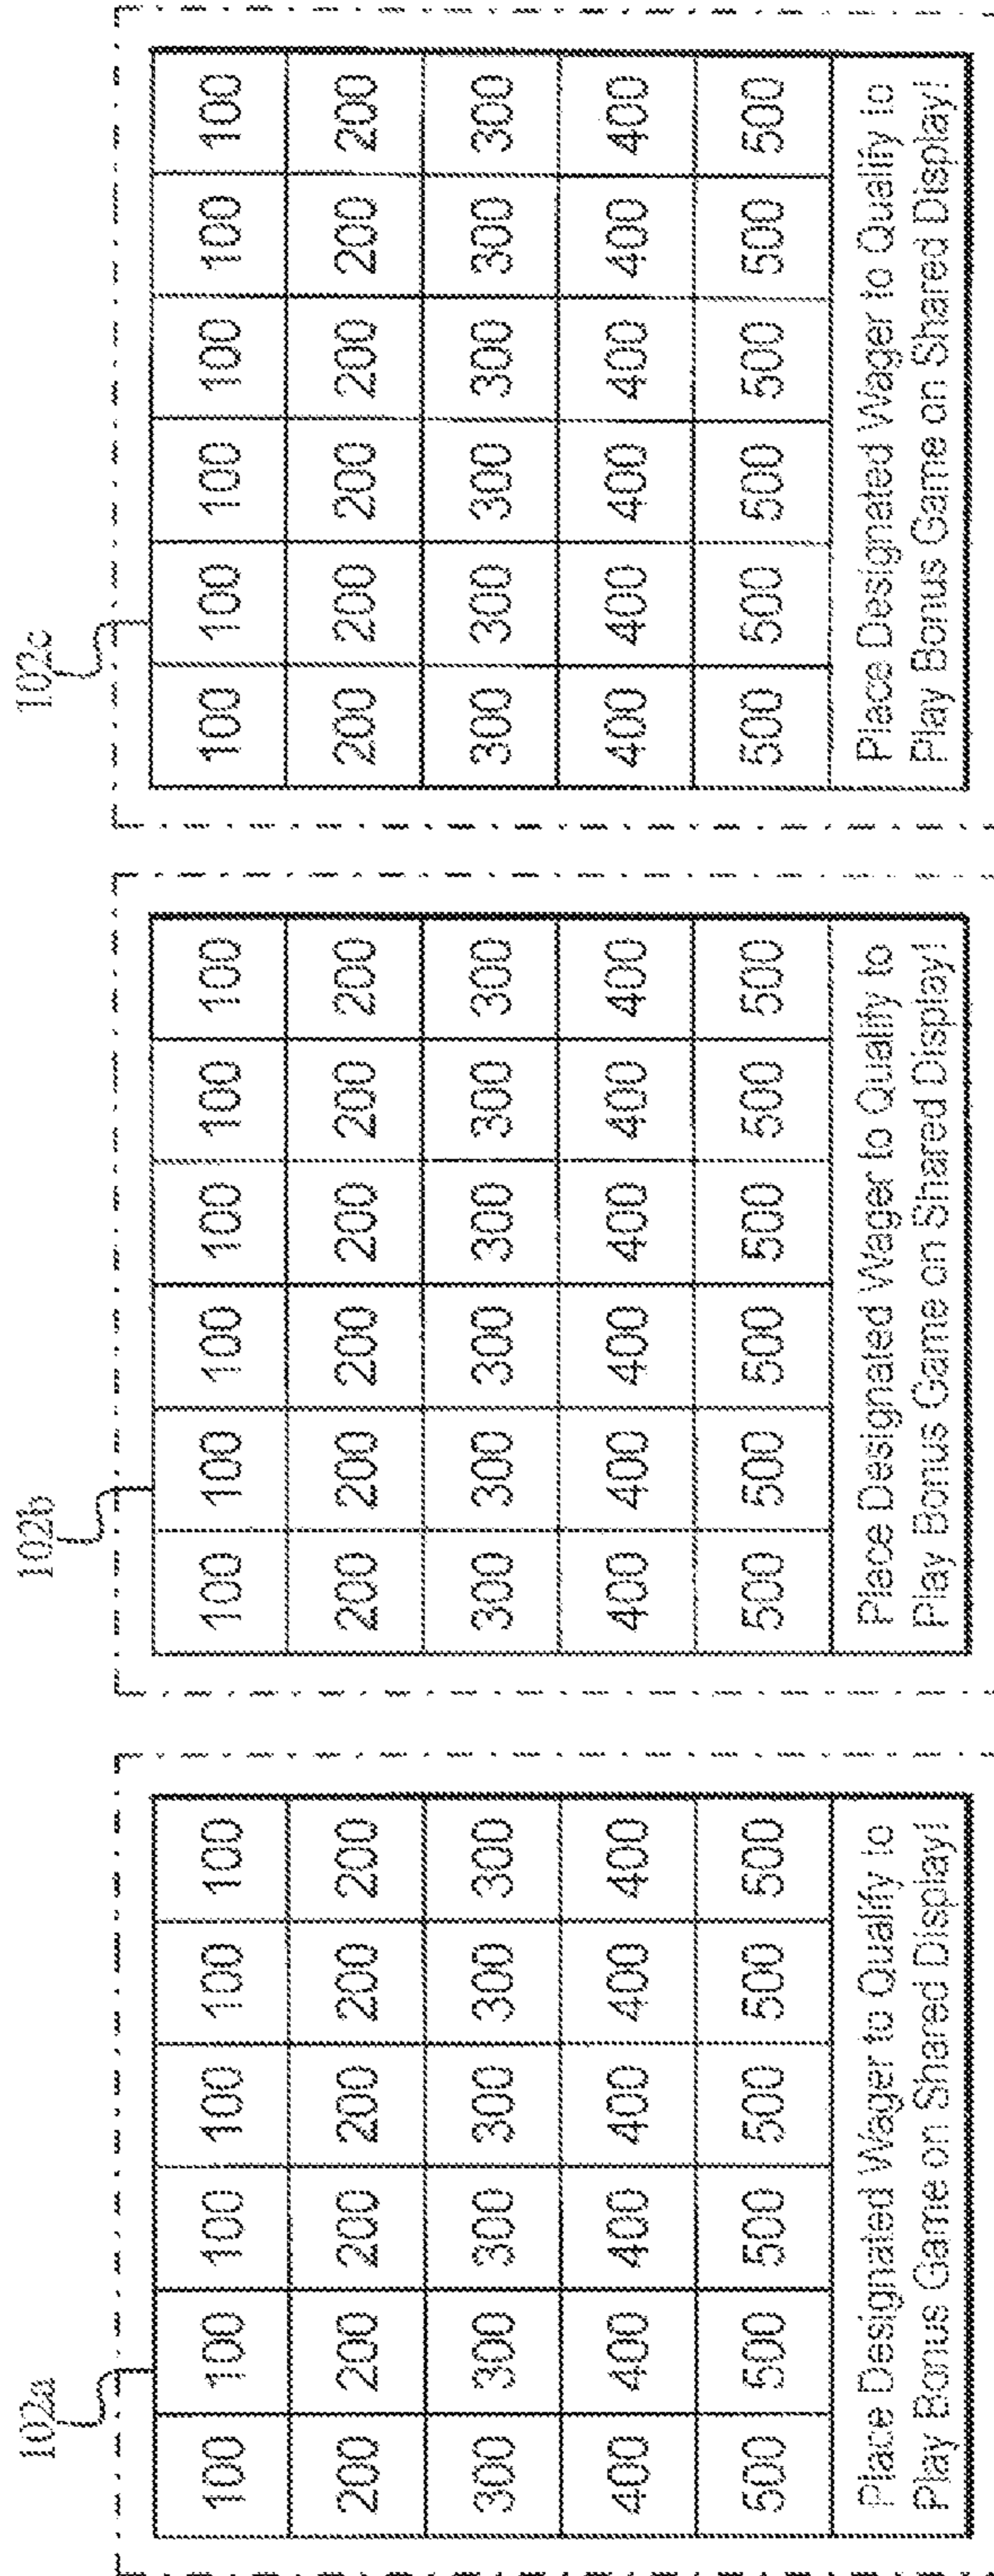 102a
100 100 100 100 100 100
200 200 200 200 200 200
300 300 300 300 300 300
400 400 400 400 400 400
500 500 500 500 500 500
Place Designated Wager to Qualify to
Play Bonus Game on Shared Display!
102b
100 100 100 100 100 100
200 200 200 200 200 200
300 300 300 300 300 300
400 400 400 400 400 400
500 500 500 500 500 500
Place Designated Wager to Qualify to
Play Bonus Game on Shared Display!
102c
100 100 100 100 100 100
200 200 200 200 200 200
300 300 300 300 300 300
400 400 400 400 400 400
500 500 500 500 500 500
Place Designated Wager to Qualify to
Play Bonus Game on Shared Display!